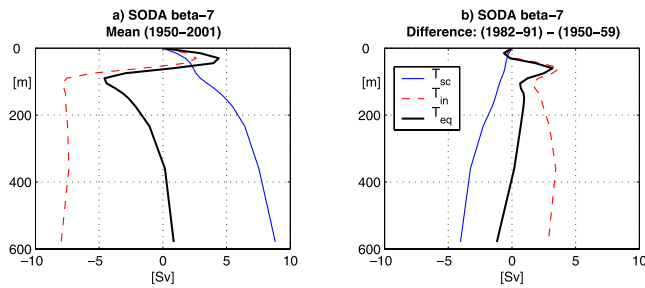 a) SODA beta−7
Mean (1950−2001)
0
[m]
200
400
600
−10
−5
0
5
10
[Sv]
b) SODA beta−7
Difference: (1982−91) − (1950−59)
0
[m]
200
400
600
T_sc
T_in
T_eq
−10
−5
0
5
10
[Sv]